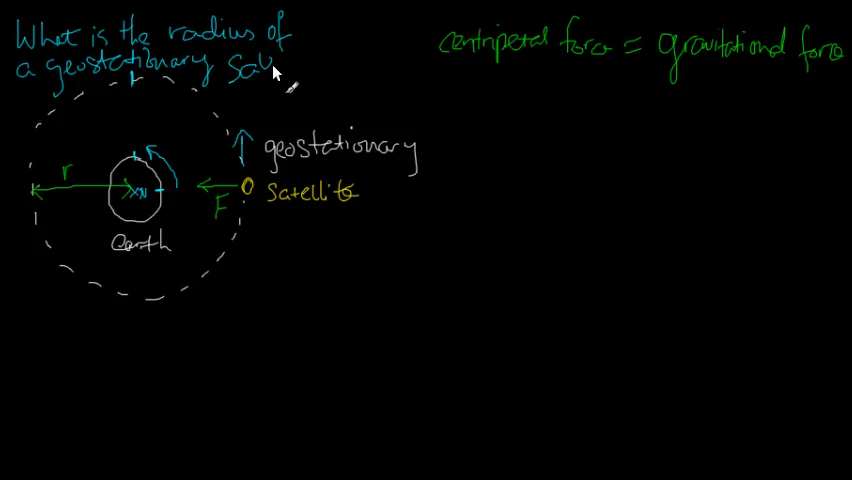 What is the radius of
a geostationary Sat
centripetal force = gravitational force
geostationary
r
N
satellite
F
earth